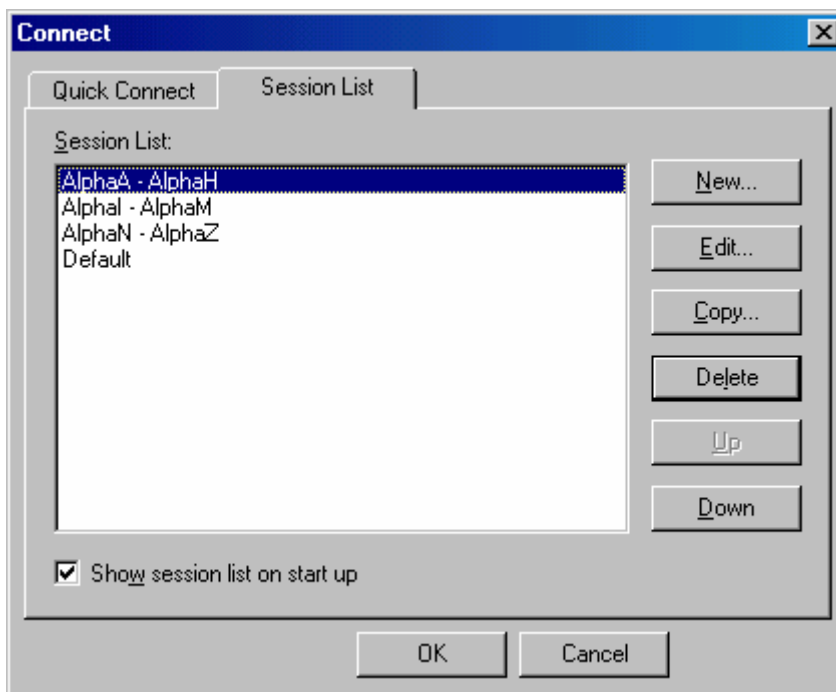 Connect
Quick Connect
Session List
Session List:
AlphaA - AlphaH
AlphaI - AlphaM
AlphaN - AlphaZ
Default
New...
Edit...
Copy...
Delete
Up
Down
Show session list on start up
OK
Cancel